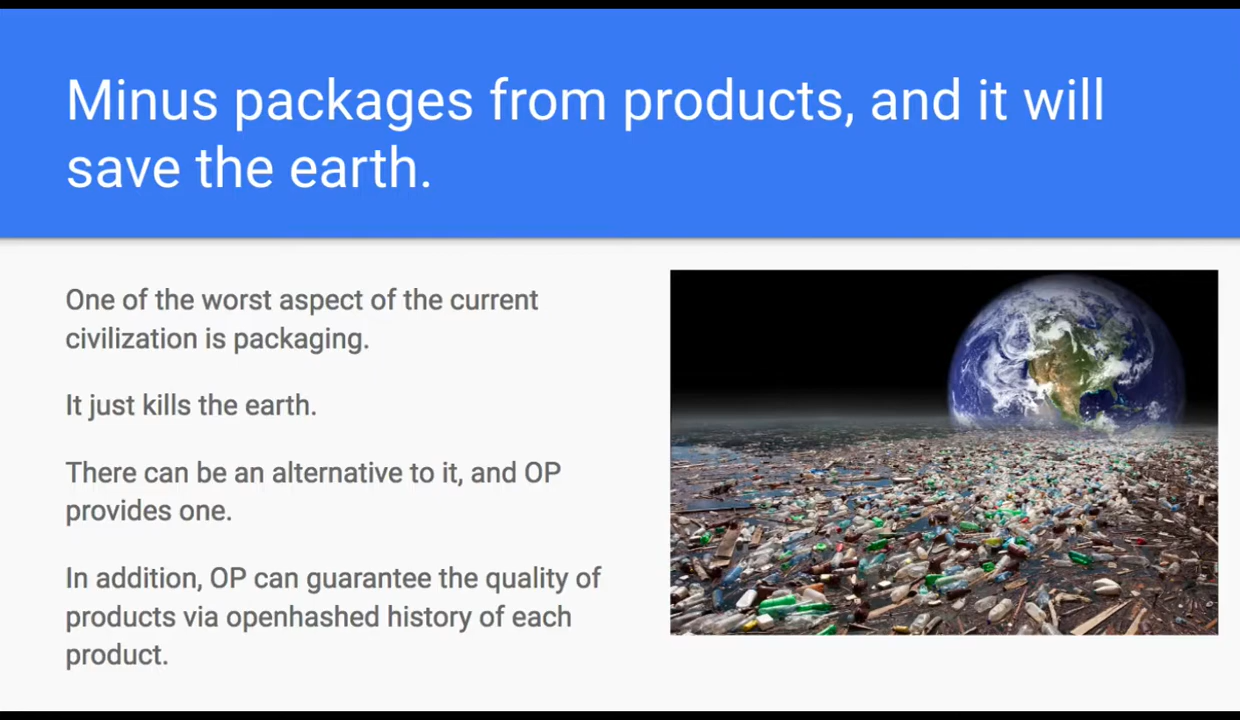 Minus packages from products, and it will
save the earth.
One of the worst aspect of the current
civilization is packaging.
It just kills the earth.
There can be an alternative to it, and OP
provides one.
In addition, OP can guarantee the quality of
products via openhashed history of each
product.